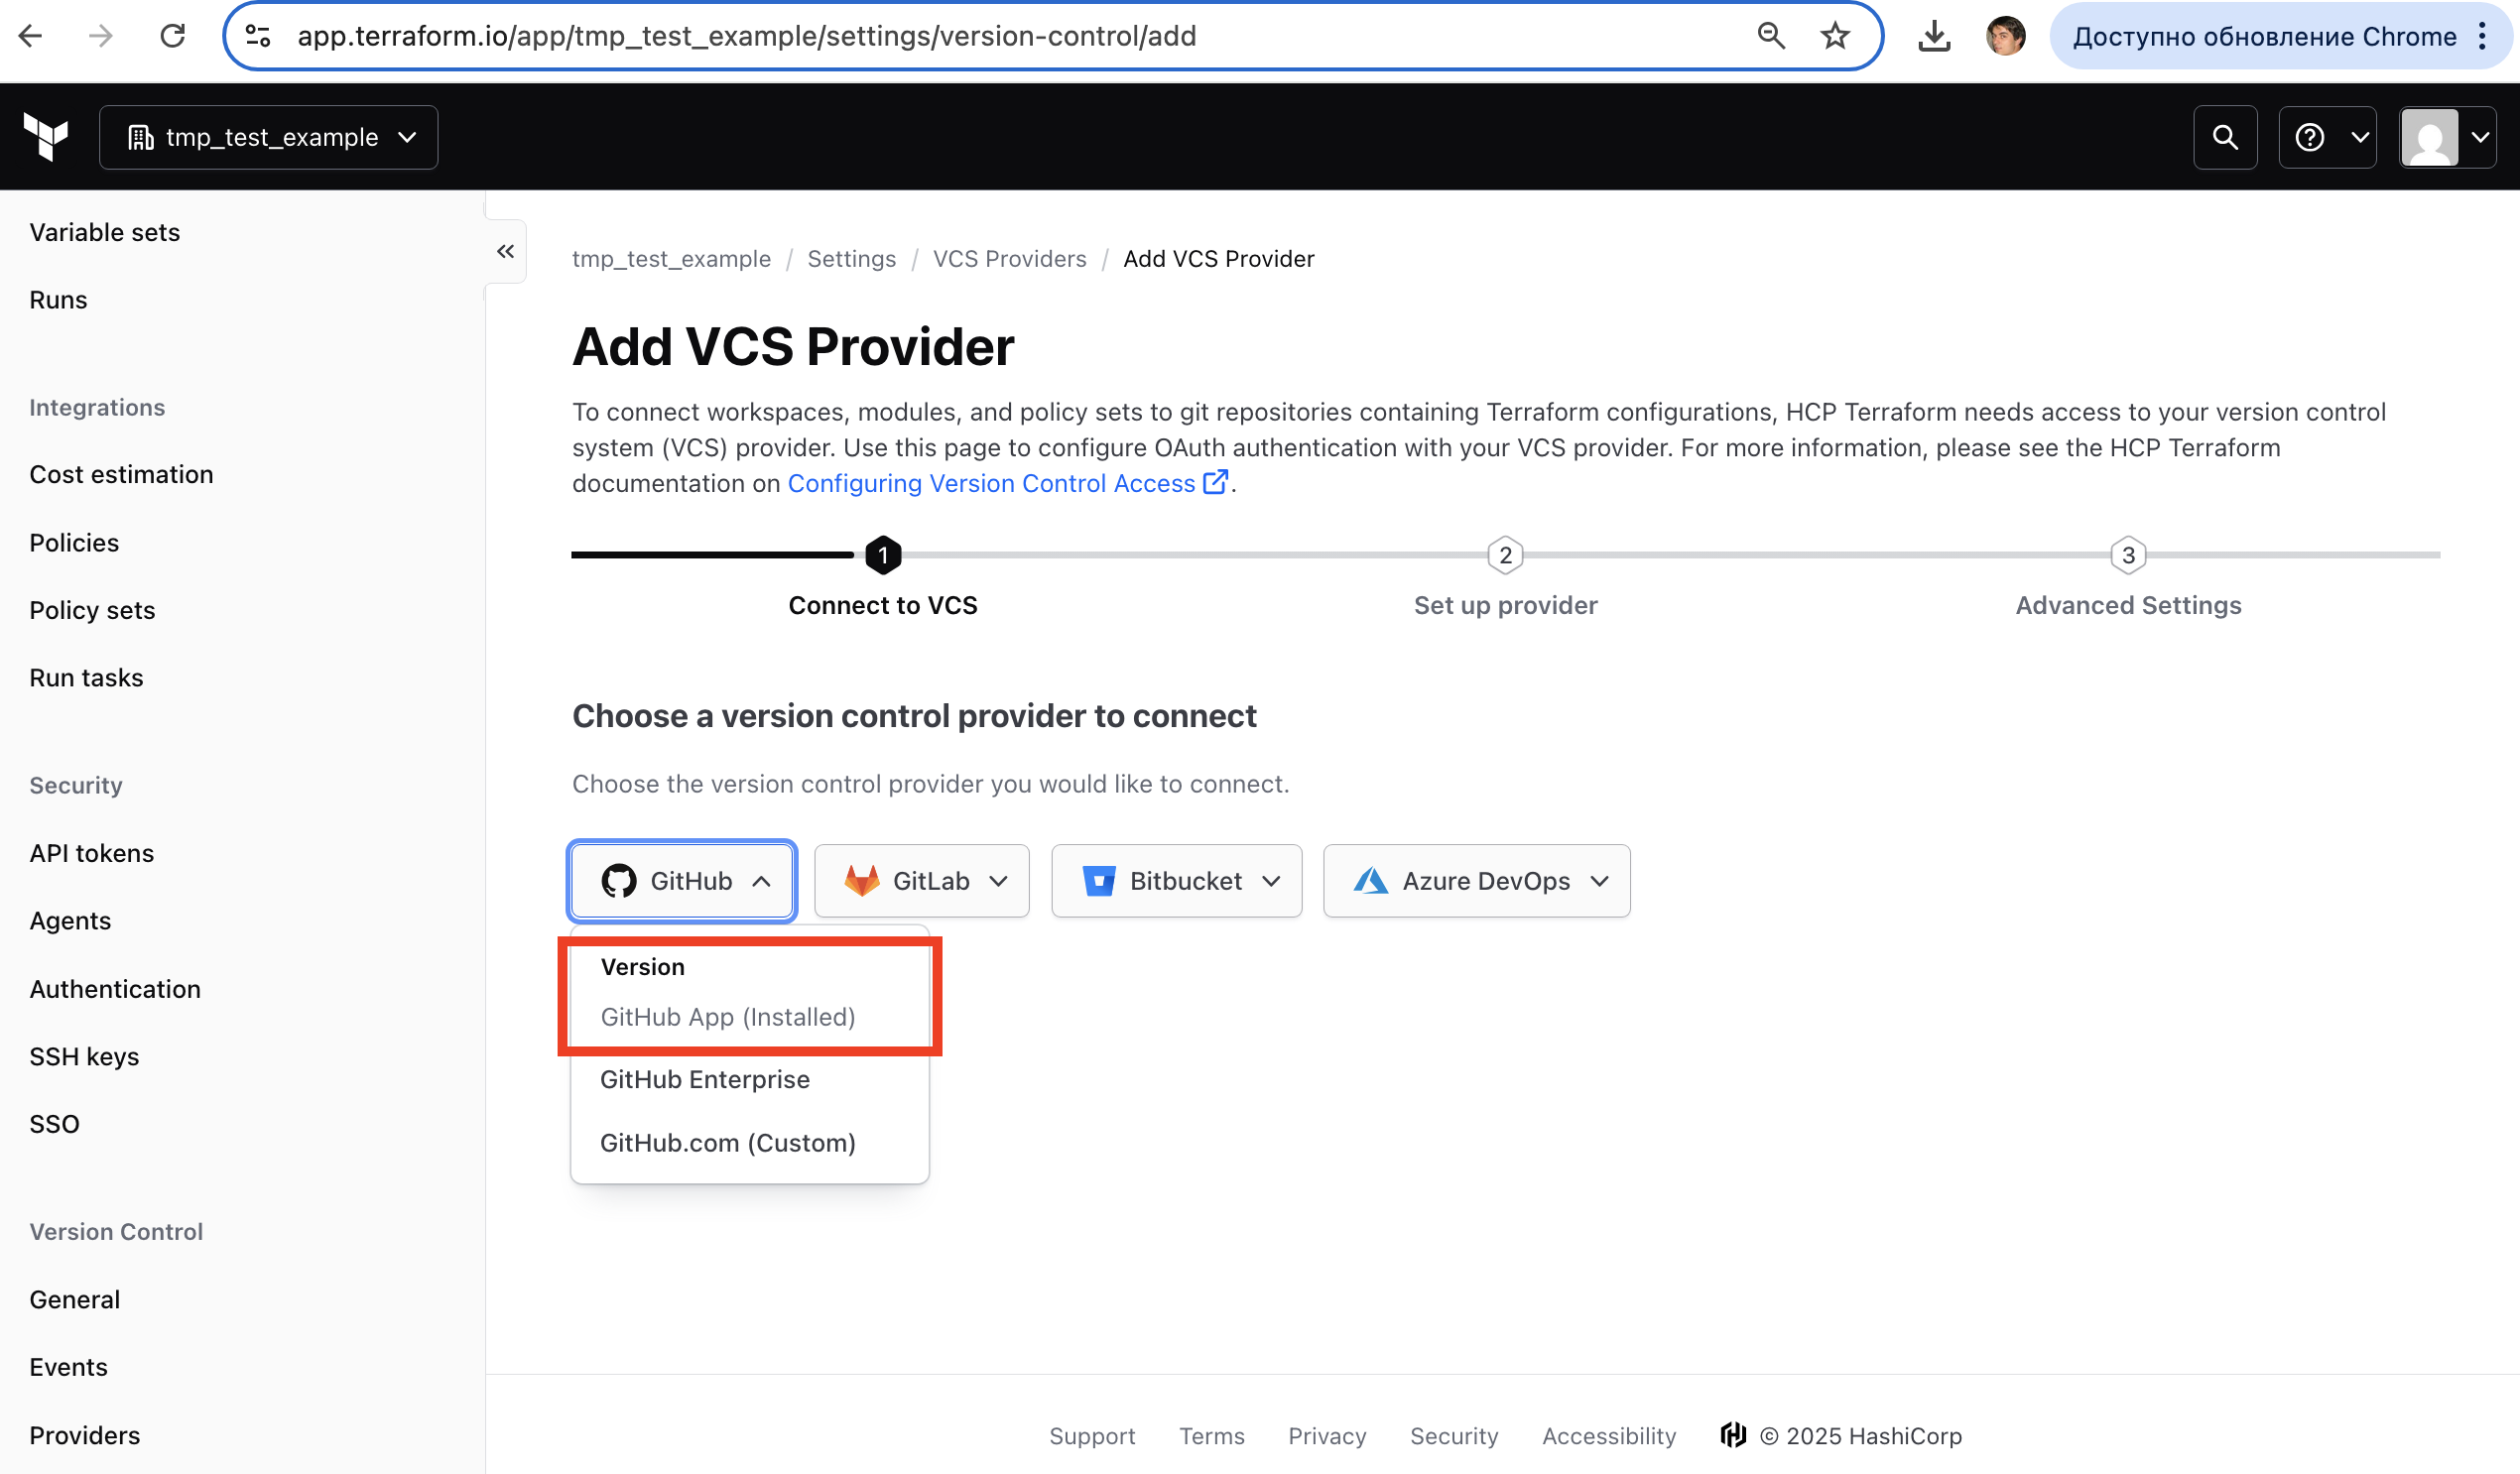 app.terraform.io/app/tmp_test_example/settings/version-control/add
Доступно обновление Chrome
tmp_test_example
Variable sets
Runs
Integrations
Cost estimation
Policies
Policy sets
Run tasks
Security
API tokens
Agents
Authentication
SSH keys
SSO
Version Control
General
Events
Providers
tmp_test_example / Settings / VCS Providers / Add VCS Provider
Add VCS Provider
To connect workspaces, modules, and policy sets to git repositories containing Terraform configurations, HCP Terraform needs access to your version control
system (VCS) provider. Use this page to configure OAuth authentication with your VCS provider. For more information, please see the HCP Terraform
documentation on Configuring Version Control Access.
1 2 3
Connect to VCS Set up provider Advanced Settings
Choose a version control provider to connect
Choose the version control provider you would like to connect.
GitHub GitLab Bitbucket Azure DevOps
Version
GitHub App (Installed)
GitHub Enterprise
GitHub.com (Custom)
Support Terms Privacy Security Accessibility © 2025 HashiCorp